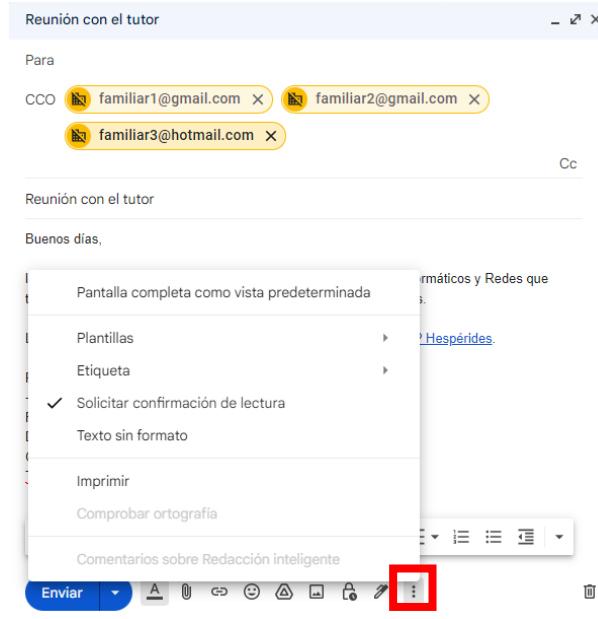 Reunión con el tutor
Para
CCO familiar1@gmail.com familiar2@gmail.com
familiar3@hotmail.com
Cc
Reunión con el tutor
Buenos días,
rmáticos y Redes que
s.
Hespérides.
Pantalla completa como vista predeterminada
Plantillas
Etiqueta
Solicitar confirmación de lectura
Texto sin formato
Imprimir
Comprobar ortografía
Comentarios sobre Redacción inteligente
Enviar A